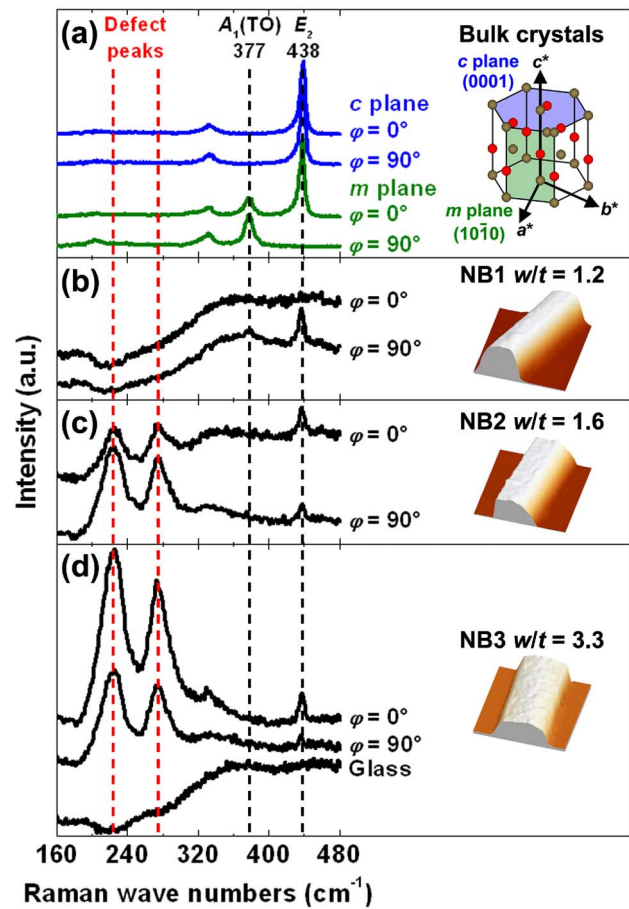 (a)
Defect
peaks
A₁(TO)
377
E₂
438
Bulk crystals
c plane
φ = 0°
φ = 90°
m plane
φ = 0°
φ = 90°
c plane
(0001)
c*
b*
a*
m plane
(101̄0)
(b)
φ = 0°
φ = 90°
NB1 w/t = 1.2
(c)
φ = 0°
φ = 90°
NB2 w/t = 1.6
(d)
φ = 0°
φ = 90°
Glass
NB3 w/t = 3.3
Intensity (a.u.)
160 240 320 400 480
Raman wave numbers (cm⁻¹)